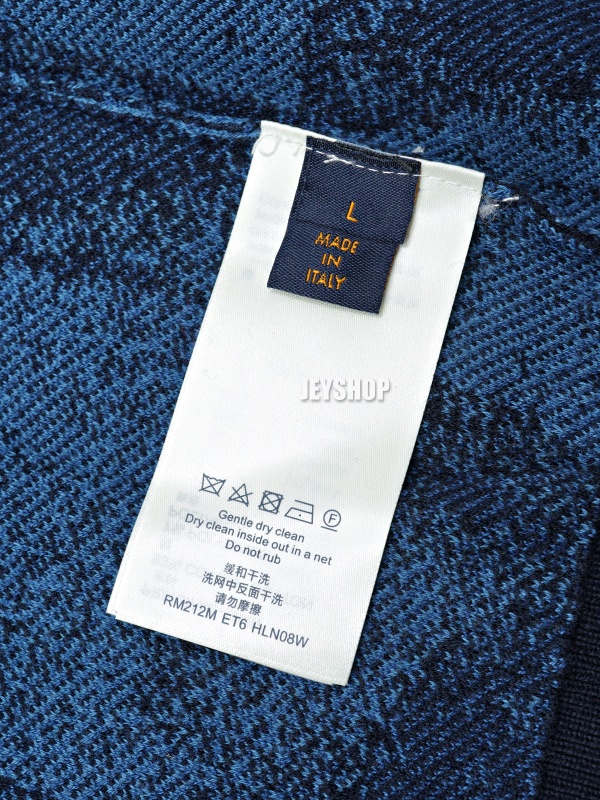 L
MADE
IN
ITALY
JEYSHOP
Gentle dry clean
Dry clean inside out in a net
Do not rub
缓和干洗
洗网中反面干洗
请勿摩擦
RM212M ET6 HLN08W